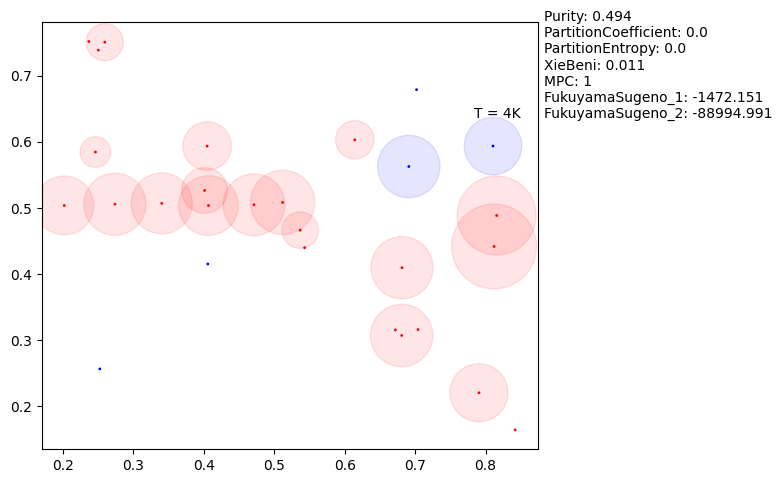 Purity: 0.494
PartitionCoefficient: 0.0
PartitionEntropy: 0.0
XieBeni: 0.011
MPC: 1
FukuyamaSugeno_1: -1472.151
FukuyamaSugeno_2: -88994.991
T = 4K
0.7
0.6
0.5
0.4
0.3
0.2
0.2 0.3 0.4 0.5 0.6 0.7 0.8